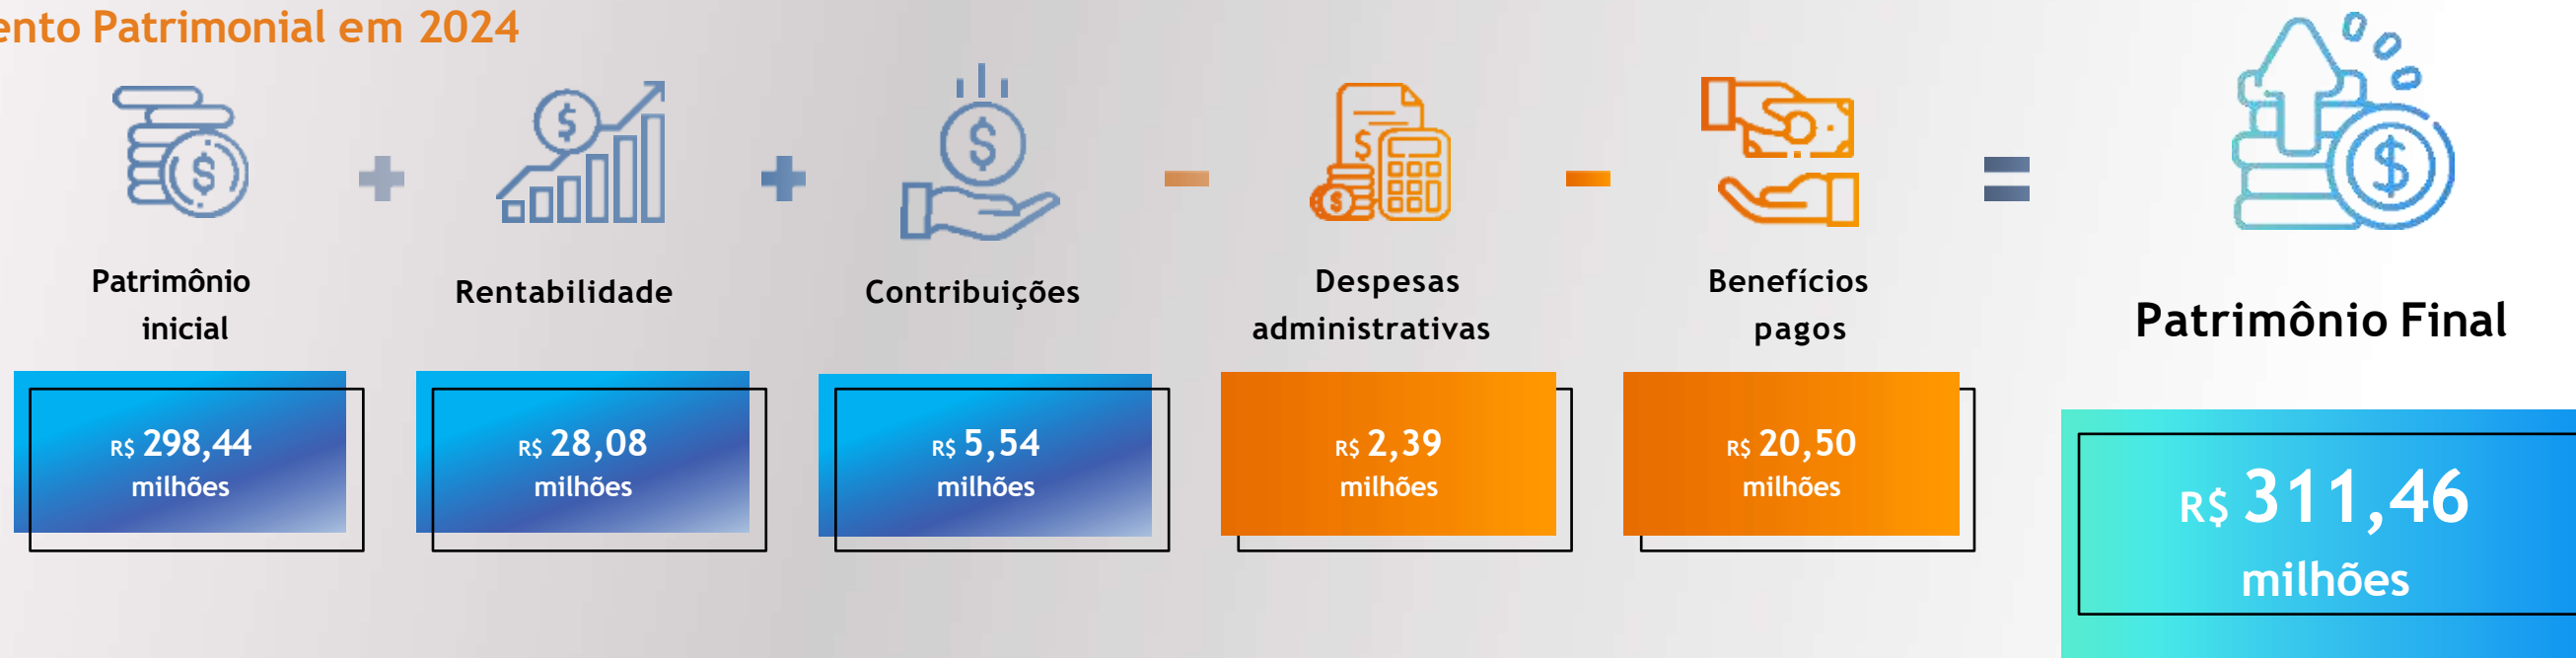 ento Patrimonial em 2024
Patrimônio
inicial
R$ 298,44
milhões
Rentabilidade
R$ 28,08
milhões
Contribuições
R$ 5,54
milhões
Despesas
administrativas
R$ 2,39
milhões
Benefícios
pagos
R$ 20,50
milhões
Patrimônio Final
R$ 311,46
milhões